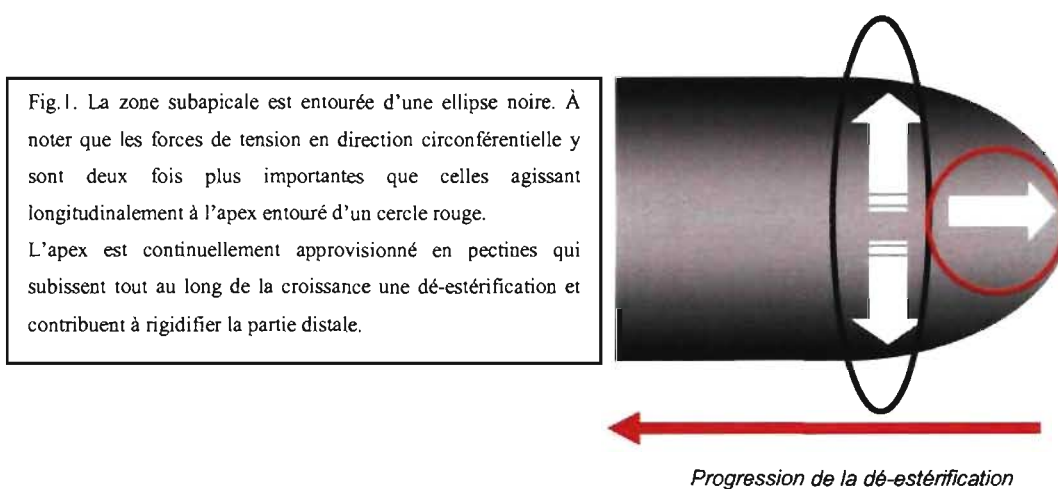 Fig.1. La zone subapicale est entourée d'une ellipse noire. À
noter que les forces de tension en direction circonférentielle y
sont deux fois plus importantes que celles agissant
longitudinalement à l'apex entouré d'un cercle rouge.
L'apex est continuellement approvisionné en pectines qui
subissent tout au long de la croissance une dé-estérification et
contribuent à rigidifier la partie distale.
Progression de la dé-estérification